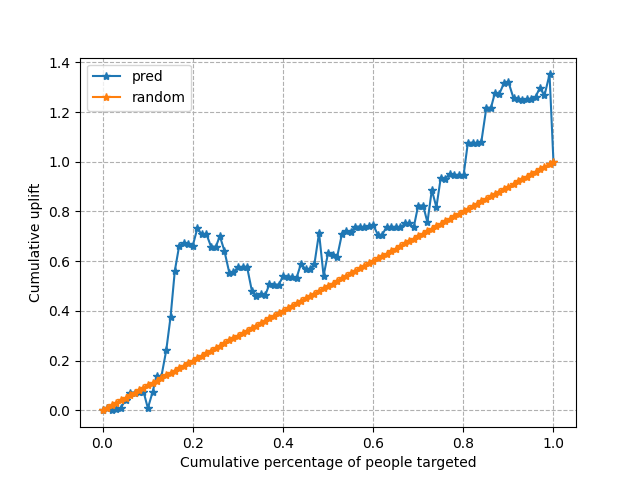 pred
random
1.4
1.2
1.0
0.8
0.6
0.4
0.2
0.0
Cumulative uplift
0.0 0.2 0.4 0.6 0.8 1.0
Cumulative percentage of people targeted